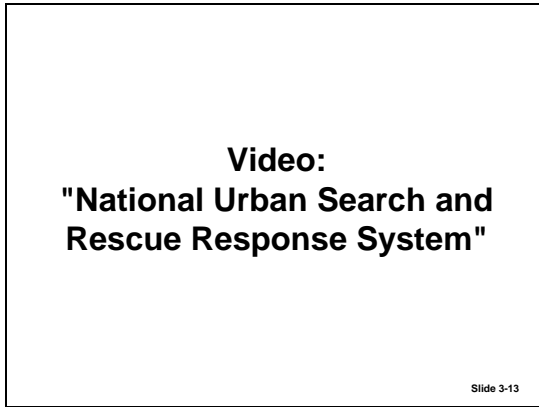 Video:
"National Urban Search and
Rescue Response System"
Slide 3-13